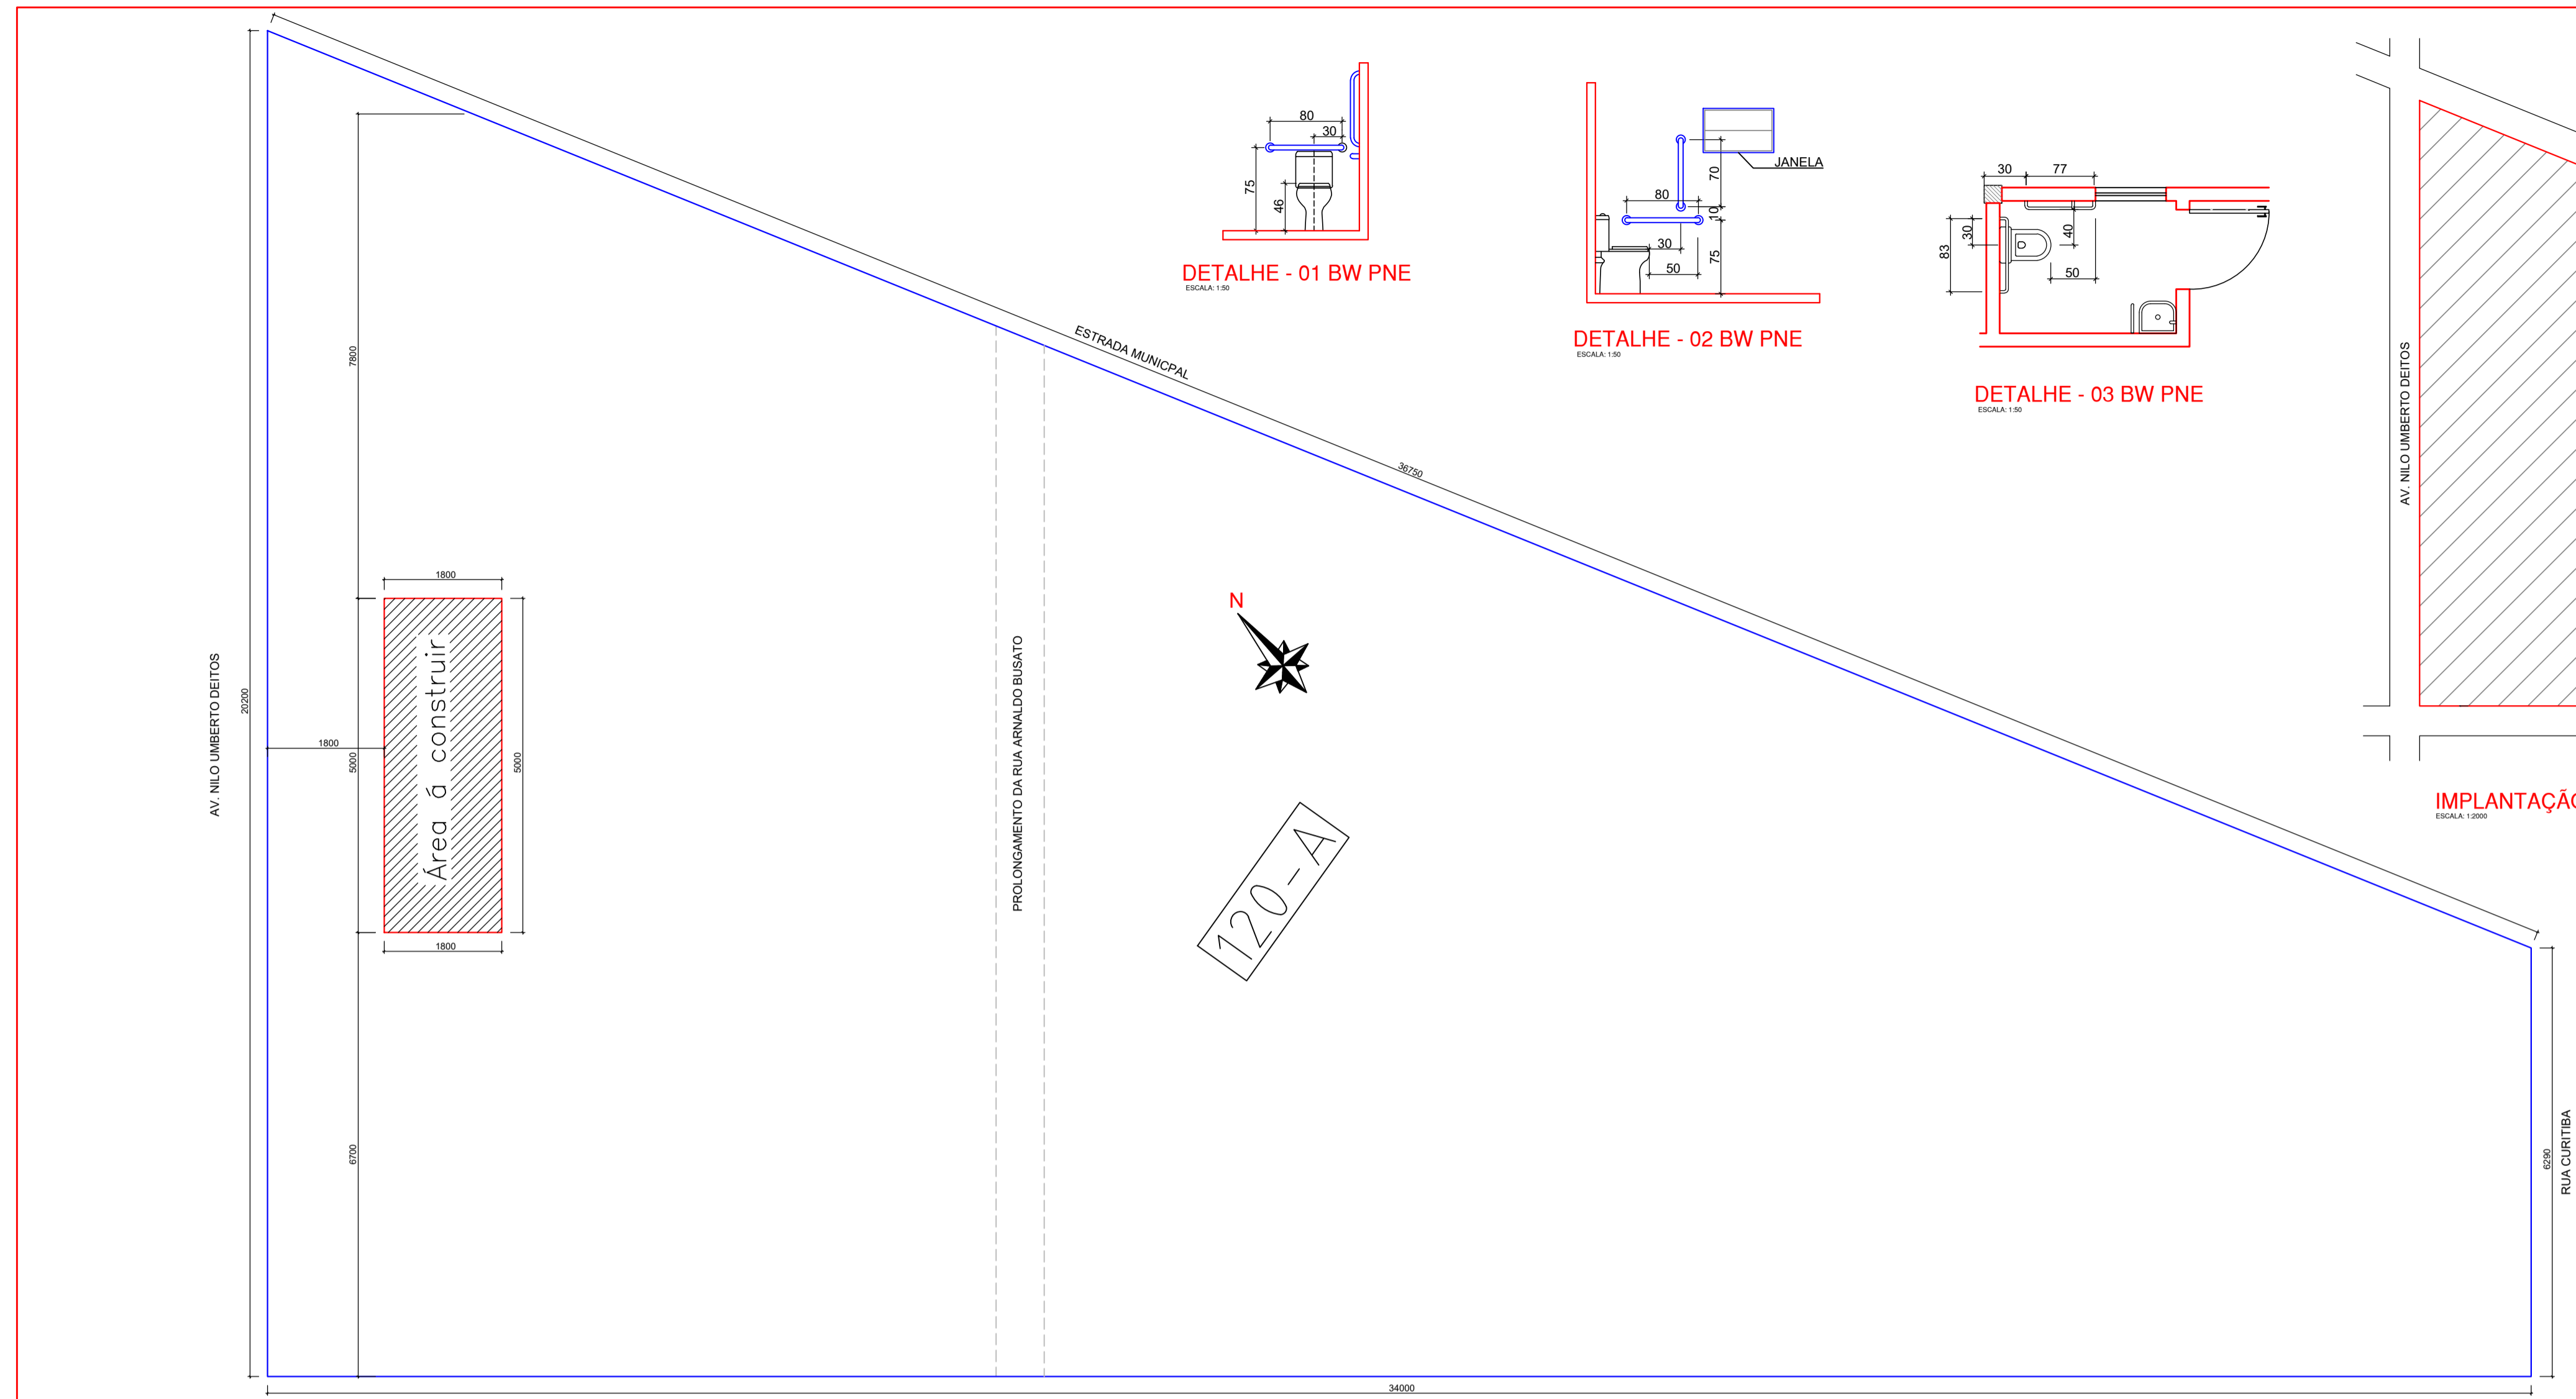 80
30
75
46
DETALHE - 01 BW PNE
ESCALA: 1:50
JANELA
70
80
10
30
50
75
DETALHE - 02 BW PNE
ESCALA: 1:50
30
77
83
30
40
50
DETALHE - 03 BW PNE
ESCALA: 1:50
AV. NILO UMBERTO DEITOS
IMPLANTAÇÃO
ESCALA: 1:2000
ESTRADA MUNICPAL
36750
7800
1800
Área á construir
5000
5000
1800
1800
6700
AV. NILO UMBERTO DEITOS
20200
PROLONGAMENTO DA RUA ARNALDO BUSATO
N
120-A
6290
RUA CURITIBA
34000